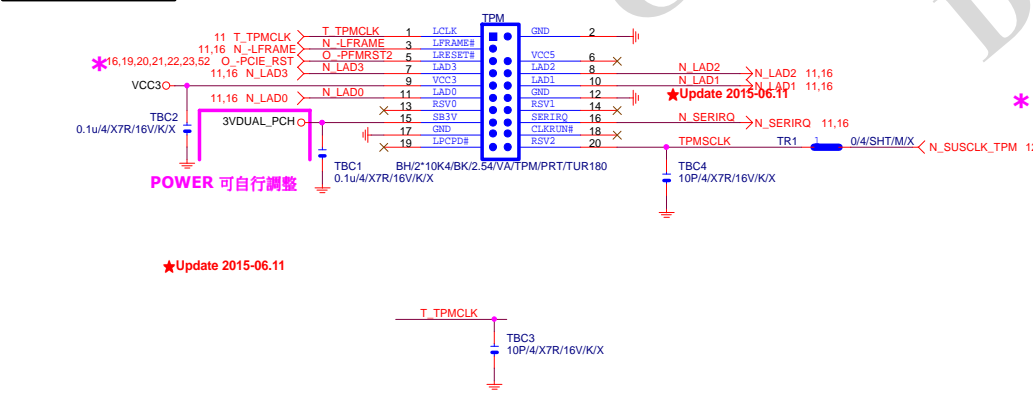 TPM
11 T_TPMCLK T_TPMCLK 1 LCLK GND 2
11,16 N_-LFRAME N_-LFRAME 3 LFRAME#
16,19,20,21,22,23,52 O_-PCIE_RST O_-PFMRST2 5 LRESET# VCC5 6
11,16 N_LAD3 N_LAD3 7 LAD3 LAD2 8 N_LAD2 N_LAD2 11,16
VCC3 9 VCC3 LAD1 10 N_LAD1 N_LAD1 11,16
11,16 N_LAD0 N_LAD0 11 LAD0 GND 12 ★Update 2015-06.11
13 RSV0 RSV1 14
3VDUAL_PCH 15 SB3V SERIRQ 16 N_SERIRQ N_SERIRQ 11,16
17 GND CLKRUN# 18
19 LPCPD# RSV2 20 TPMSCLK TR1 1 0/4/SHT/M/X N_SUSCLK_TPM
TBC2
0.1u/4/X7R/16V/K/X
TBC1
0.1u/4/X7R/16V/K/X
BH/2*10K4/BK/2.54/VA/TPM/PRT/TUR180
TBC4
10P/4/X7R/16V/K/X
POWER 可自行調整
★Update 2015-06.11
T_TPMCLK
TBC3
10P/4/X7R/16V/K/X